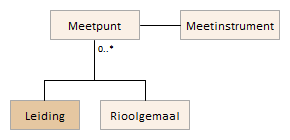 Meetpunt
Meetinstrument
0..*
Leiding
Rioolgemaal